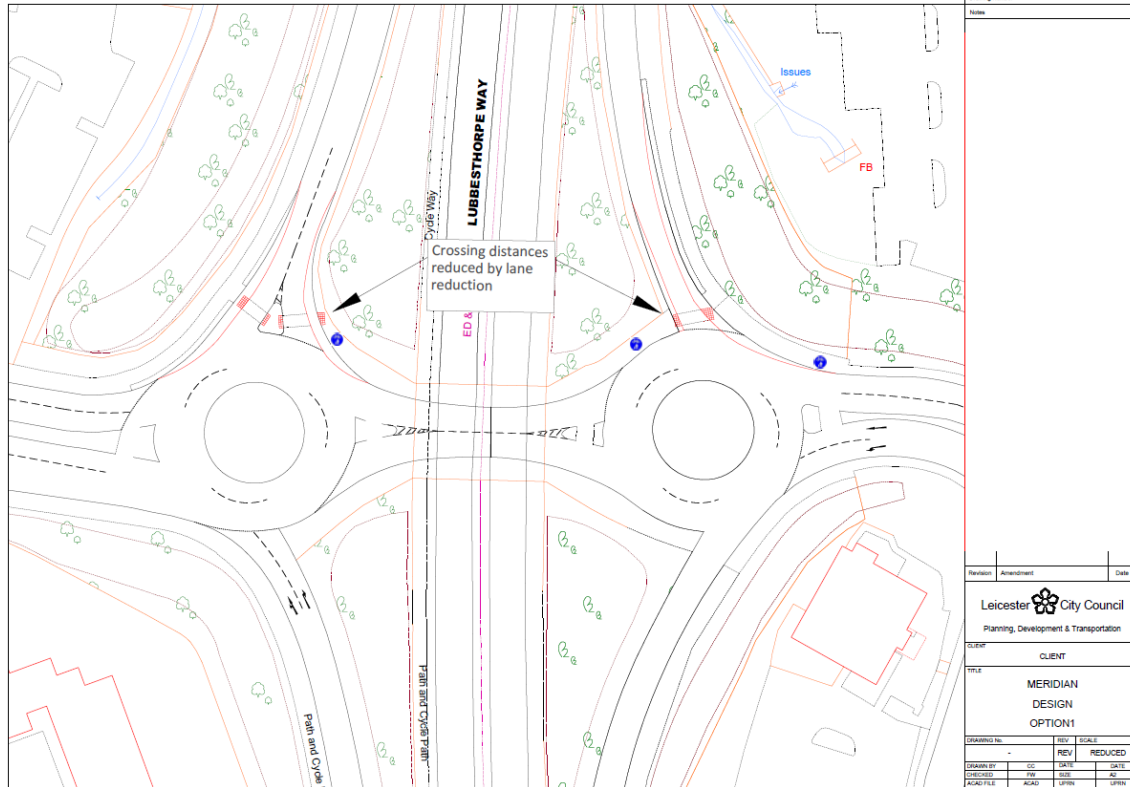 Notes
Issues
FB
LUBBESTHORPE WAY
Cycle Way
Crossing distances
reduced by lane
reduction
ED &
Path and Cycle Path
Path and Cycle
Revision Amendment Date
Leicester City Council
Planning, Development & Transportation
CLIENT
CLIENT
TITLE
MERIDIAN
DESIGN
OPTION1
DRAWING No. REV SCALE
- REV REDUCED
DRAWN BY CC DATE DATE
CHECKED FW SIZE A2
ACAD FILE ACAD UPRN UPRN